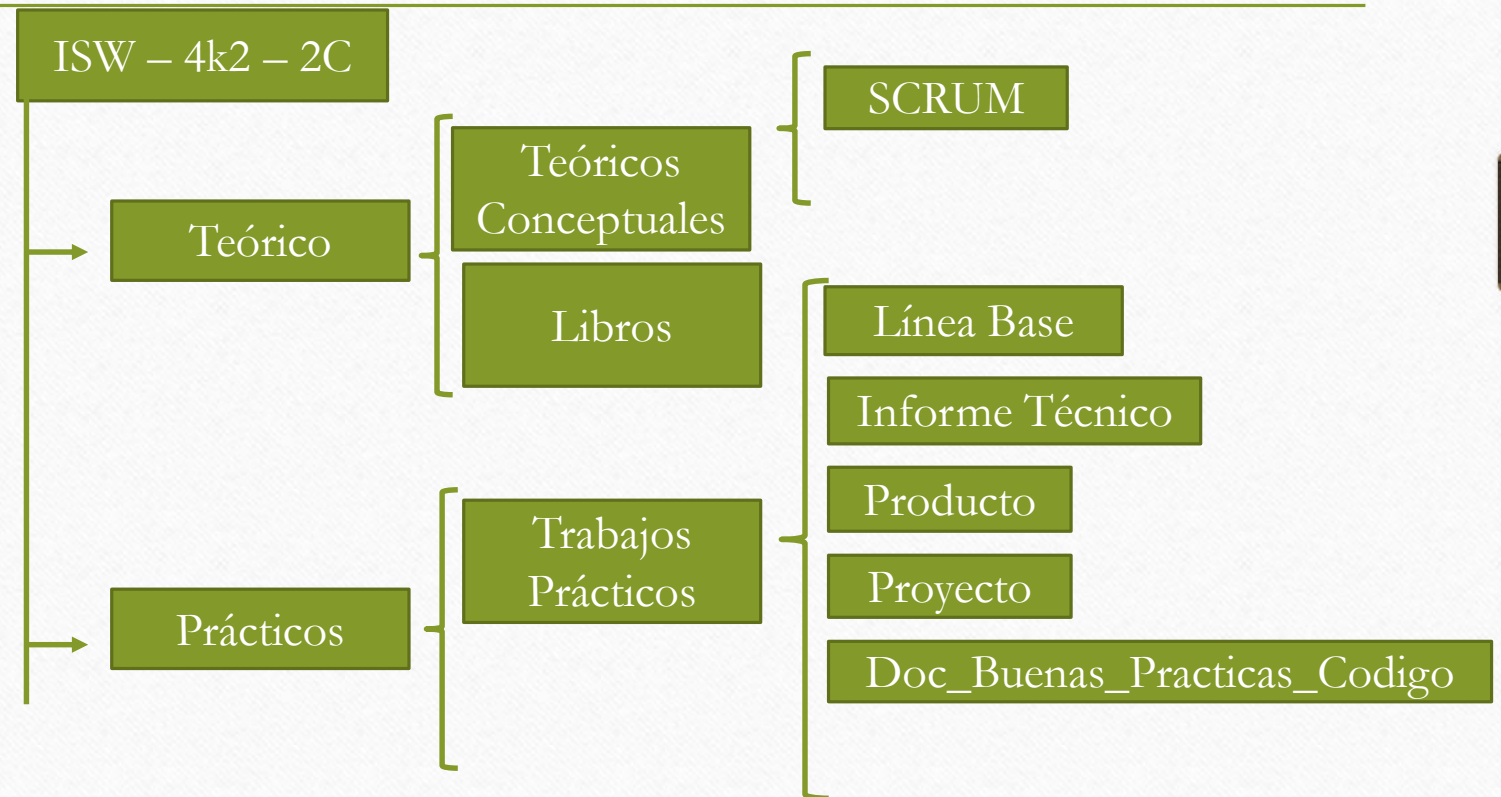 ISW – 4k2 – 2C
SCRUM
Teóricos
Conceptuales
Teórico
Libros
Línea Base
Informe Técnico
Producto
Trabajos
Prácticos
Proyecto
Prácticos
Doc_Buenas_Practicas_Codigo